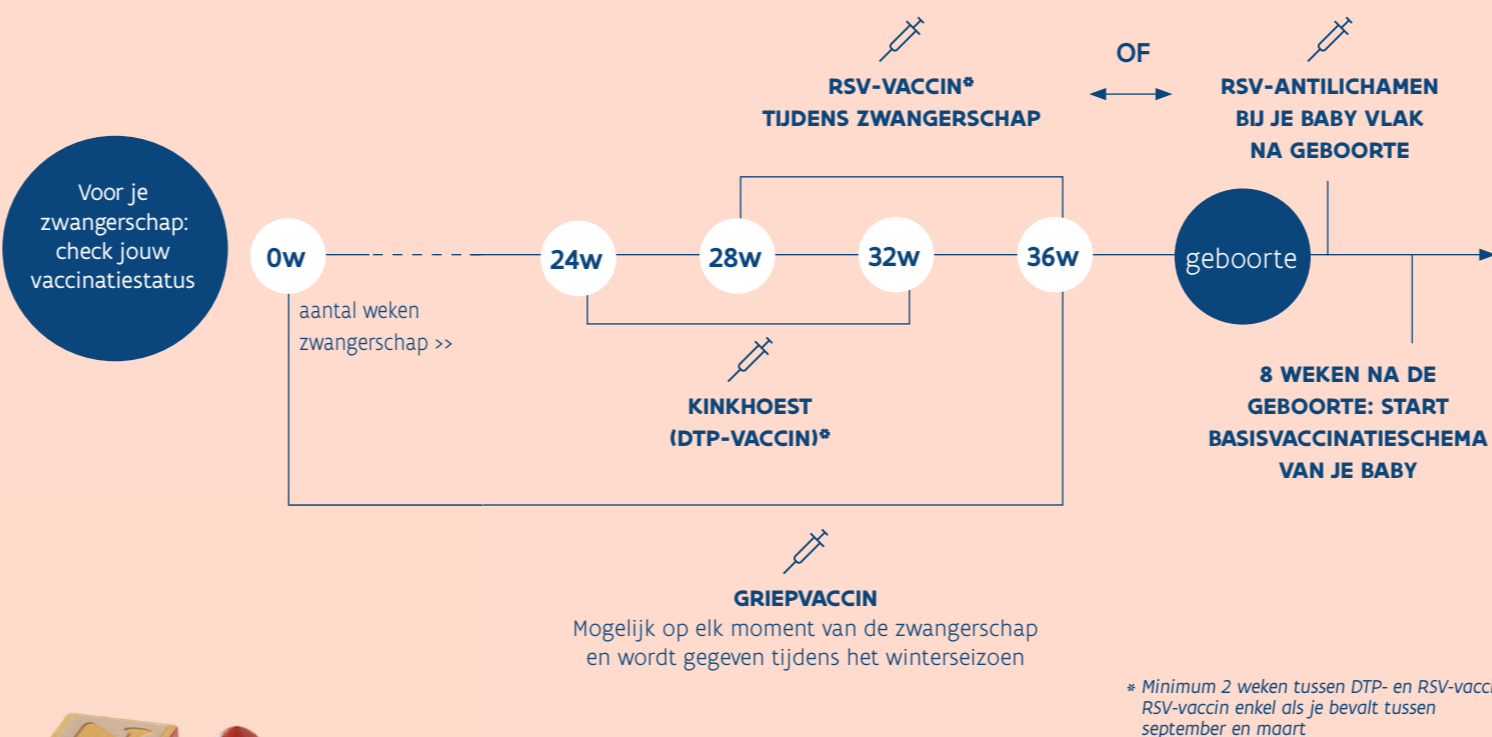 RSV-VACCIN*
TIJDENS ZWANGERSCHAP
OF
RSV-ANTILICHAMEN
BIJ JE BABY VLAK
NA GEBOORTE
Voor je
zwangerschap:
check jouw
vaccinatiestatus
0w
24w
28w
32w
36w
geboorte
aantal weken
zwangerschap >>
KINKHOEST
(DTP-VACCIN)*
8 WEKEN NA DE
GEBOORTE: START
BASISVACCINATIESCHEMA
VAN JE BABY
GRIEPVACCIN
Mogelijk op elk moment van de zwangerschap
en wordt gegeven tijdens het winterseizoen
* Minimum 2 weken tussen DTP- en
RSV-vaccin enkel als je bevalt tussen
september en maart